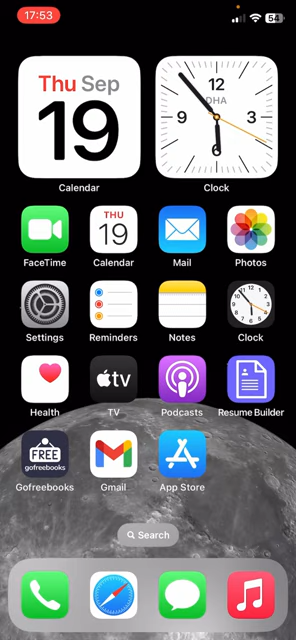 17:53
54
Thu Sep
19
12
DHA
9
3
6
Calendar
Clock
THU
19
FaceTime
Calendar
Mail
Photos
Settings
Reminders
Notes
Clock
tv
Health
TV
Podcasts
Resume Builder
FREE
gofreebooks
Gofreebooks
Gmail
App Store
Search